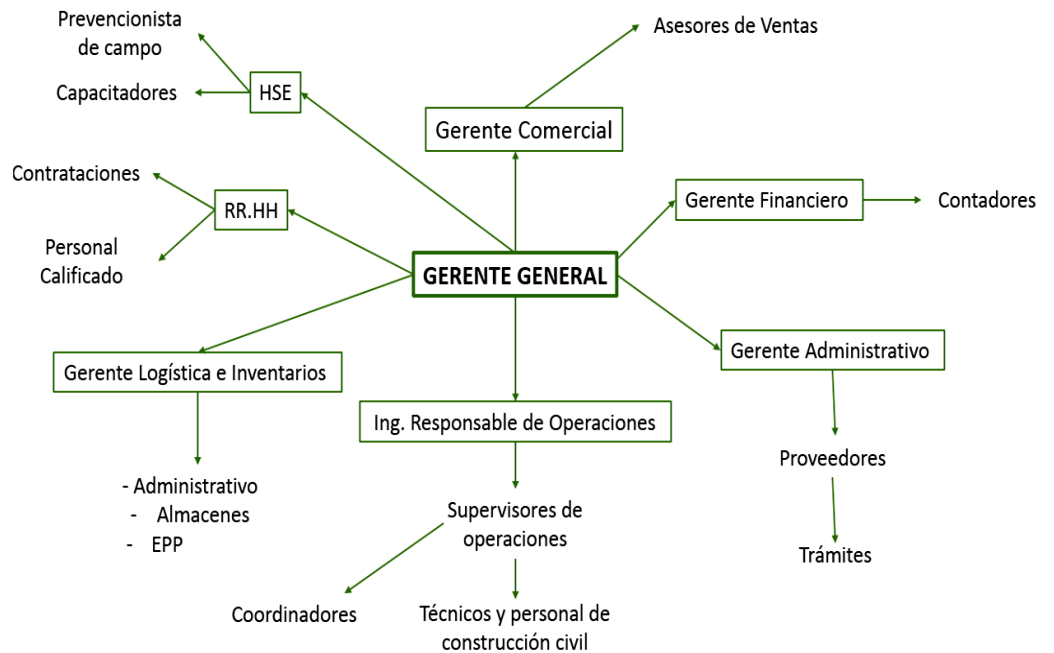 Prevencionista
de campo
Asesores de Ventas
Capacitadores
HSE
Gerente Comercial
Contrataciones
RR.HH
Gerente Financiero
Contadores
Personal
Calificado
GERENTE GENERAL
Gerente Logística e Inventarios
Gerente Administrativo
Ing. Responsable de Operaciones
Proveedores
- Administrativo
- Almacenes
- EPP
Supervisores de
operaciones
Trámites
Coordinadores
Técnicos y personal de
construcción civil